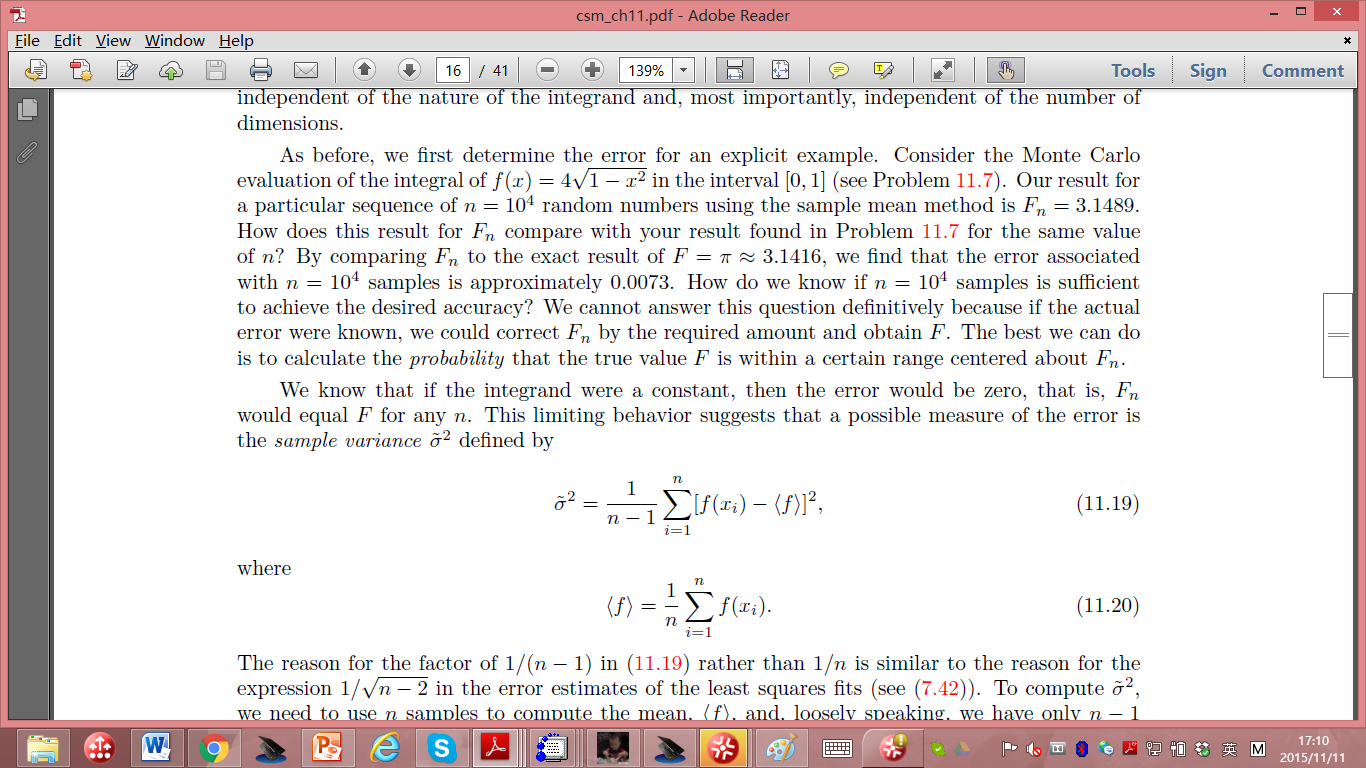 csm_ch11.pdf - Adobe Reader
File Edit View Window Help
16 / 41 139% Tools Sign Comment
independent of the nature of the integrand and, most importantly, independent of the number of
dimensions.
As before, we first determine the error for an explicit example. Consider the Monte Carlo
evaluation of the integral of f(x) = 4√(1 − x²) in the interval [0, 1] (see Problem 11.7). Our result for
a particular sequence of n = 10⁴ random numbers using the sample mean method is Fₙ = 3.1489.
How does this result for Fₙ compare with your result found in Problem 11.7 for the same value
of n? By comparing Fₙ to the exact result of F = π ≈ 3.1416, we find that the error associated
with n = 10⁴ samples is approximately 0.0073. How do we know if n = 10⁴ samples is sufficient
to achieve the desired accuracy? We cannot answer this question definitively because if the actual
error were known, we could correct Fₙ by the required amount and obtain F. The best we can do
is to calculate the probability that the true value F is within a certain range centered about Fₙ.
We know that if the integrand were a constant, then the error would be zero, that is, Fₙ
would equal F for any n. This limiting behavior suggests that a possible measure of the error is
the sample variance σ̃² defined by
σ̃² = 1/(n − 1) ∑ᵢ₌₁ⁿ [f(xᵢ) − ⟨f⟩]², (11.19)
where
⟨f⟩ = 1/n ∑ᵢ₌₁ⁿ f(xᵢ). (11.20)
The reason for the factor of 1/(n − 1) in (11.19) rather than 1/n is similar to the reason for the
expression 1/√(n − 2) in the error estimates of the least squares fits (see (7.42)). To compute σ̃²,
we need to use n samples to compute the mean, ⟨f⟩, and, loosely speaking, we have only n − 1
英 M 17:10
2015/11/11